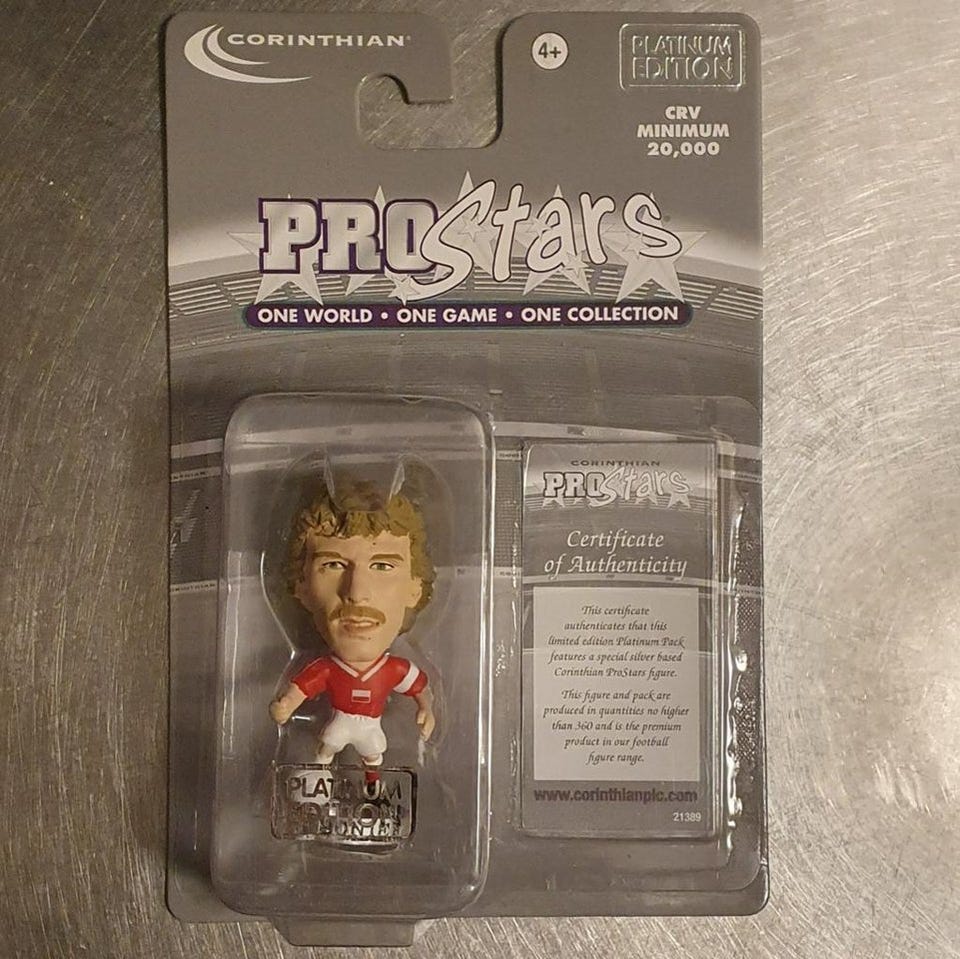 CORINTHIAN®
4+
PLATINUM
EDITION
CRV
MINIMUM
20,000
PROStars
ONE WORLD • ONE GAME • ONE COLLECTION
CORINTHIAN
PROStars
Certificate
of Authenticity
This certificate
authenticates that this
limited edition Platinum Pack
features a special silver based
Corinthian ProStars figure.
This figure and pack are
produced in quantities no higher
than 360 and is the premium
product in our football
figure range.
www.corinthianplc.com
21389
PLATINUM
EDITION